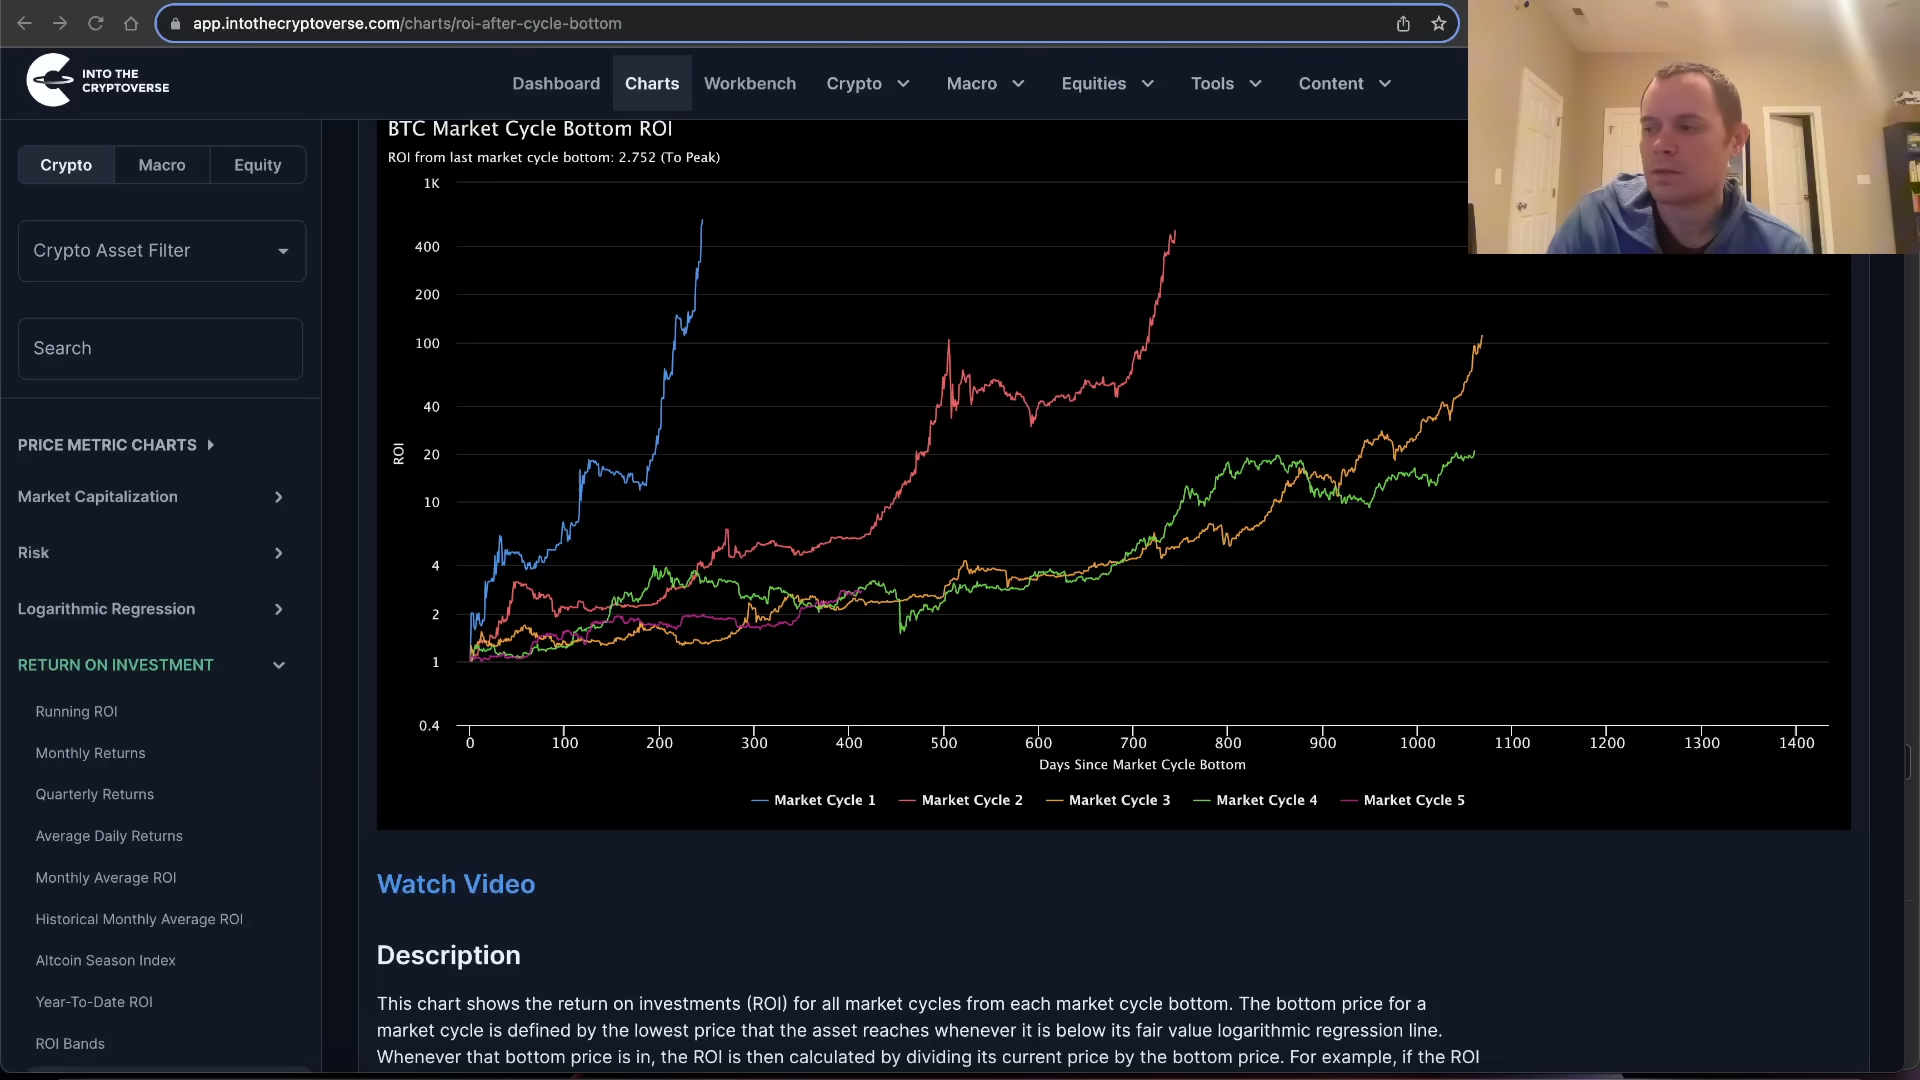 app.intothecryptoverse.com/charts/roi-after-cycle-bottom
INTO THE
CRYPTOVERSE
Dashboard
Charts
Workbench
Crypto
Macro
Equities
Tools
Content
Crypto
Macro
Equity
Crypto Asset Filter
Search
PRICE METRIC CHARTS
Market Capitalization
Risk
Logarithmic Regression
RETURN ON INVESTMENT
Running ROI
Monthly Returns
Quarterly Returns
Average Daily Returns
Monthly Average ROI
Historical Monthly Average ROI
Altcoin Season Index
Year-To-Date ROI
ROI Bands
BTC Market Cycle Bottom ROI
ROI from last market cycle bottom: 2.752 (To Peak)
1K
400
200
100
40
20
10
4
2
1
0.4
ROI
0 100 200 300 400 500 600 700 800 900 1000 1100 1200 1300 1400
Days Since Market Cycle Bottom
Market Cycle 1 Market Cycle 2 Market Cycle 3 Market Cycle 4 Market Cycle 5
Watch Video
Description
This chart shows the return on investments (ROI) for all market cycles from each market cycle bottom. The bottom price for a
market cycle is defined by the lowest price that the asset reaches whenever it is below its fair value logarithmic regression line.
Whenever that bottom price is in, the ROI is then calculated by dividing its current price by the bottom price. For example, if the ROI